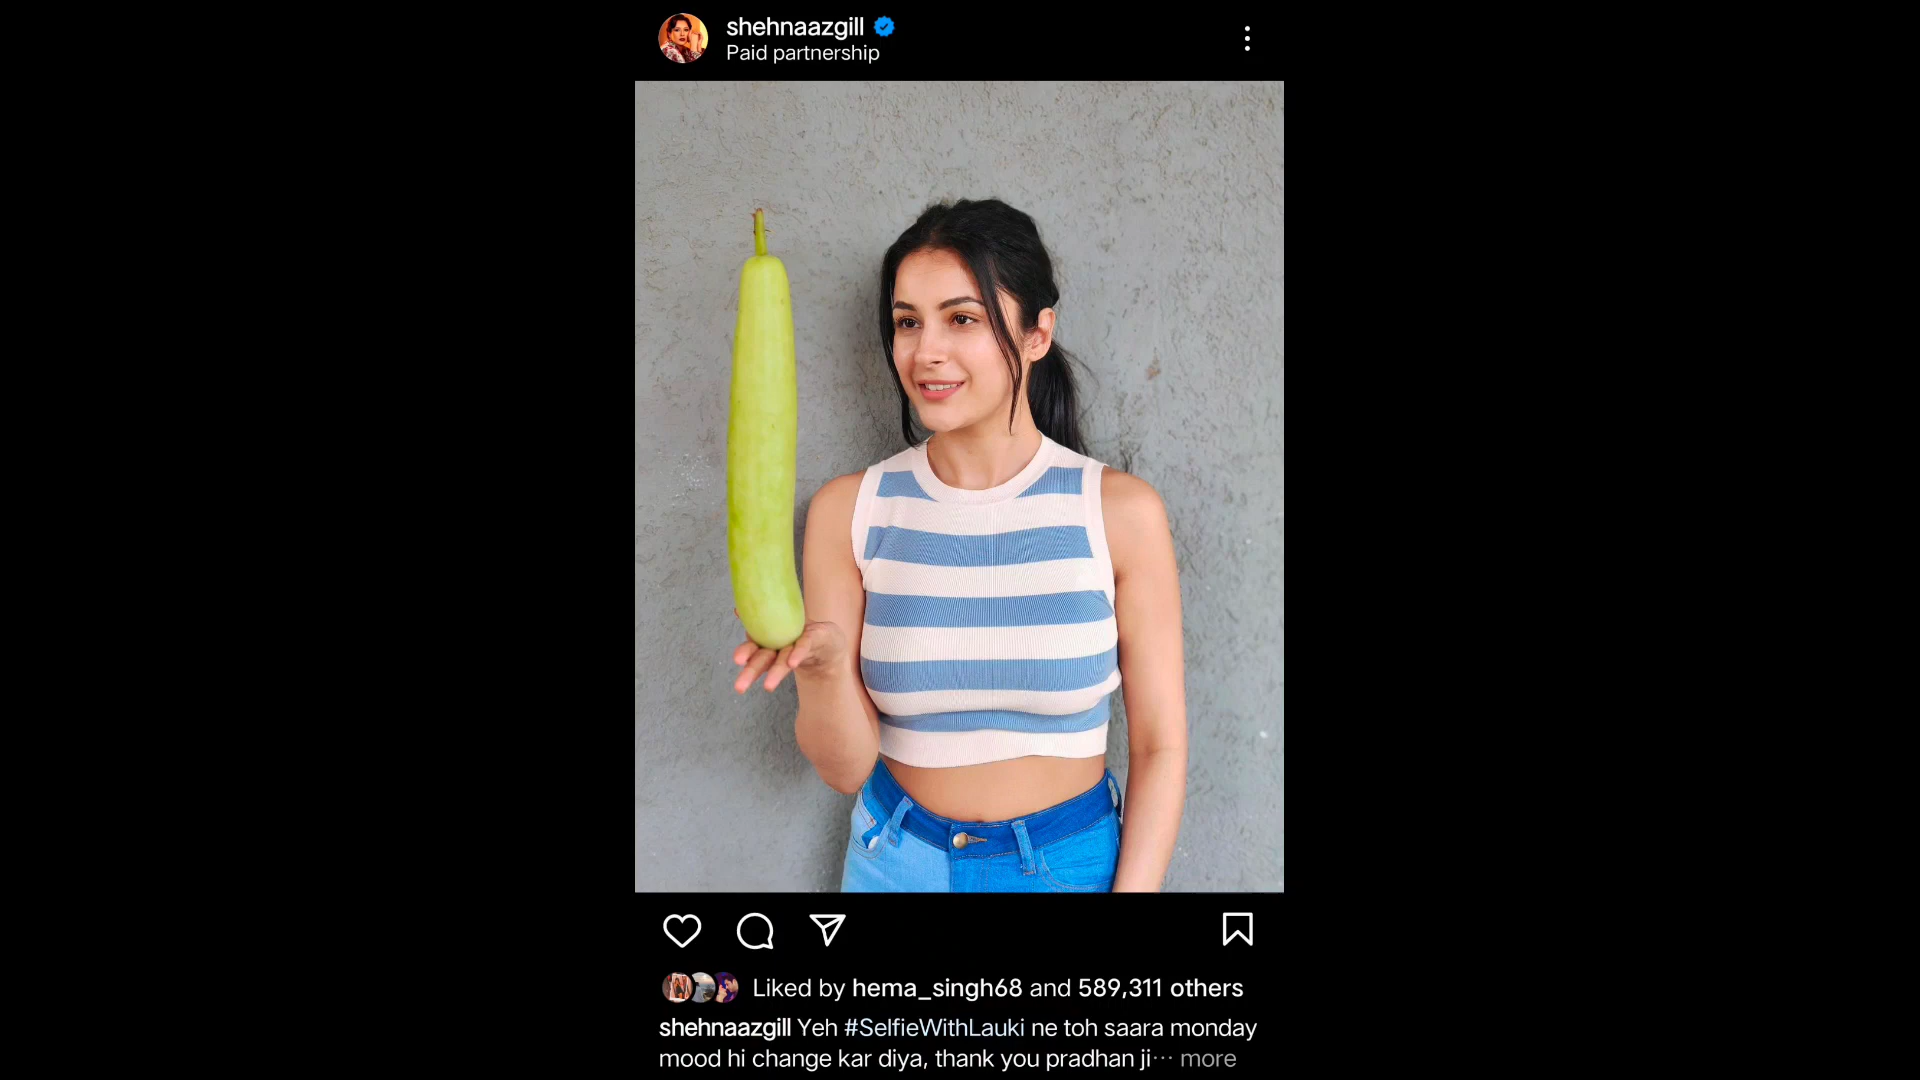 shehnaazgill
Paid partnership
Liked by hema_singh68 and 589,311 others
shehnaazgill Yeh #SelfieWithLauki ne toh saara monday
mood hi change kar diya, thank you pradhan ji... more